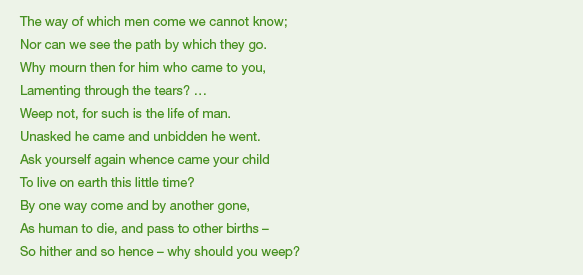 The way of which men come we cannot know;
Nor can we see the path by which they go.
Why mourn then for him who came to you,
Lamenting through the tears? …
Weep not, for such is the life of man.
Unasked he came and unbidden he went.
Ask yourself again whence came your child
To live on earth this little time?
By one way come and by another gone,
As human to die, and pass to other births –
So hither and so hence – why should you weep?